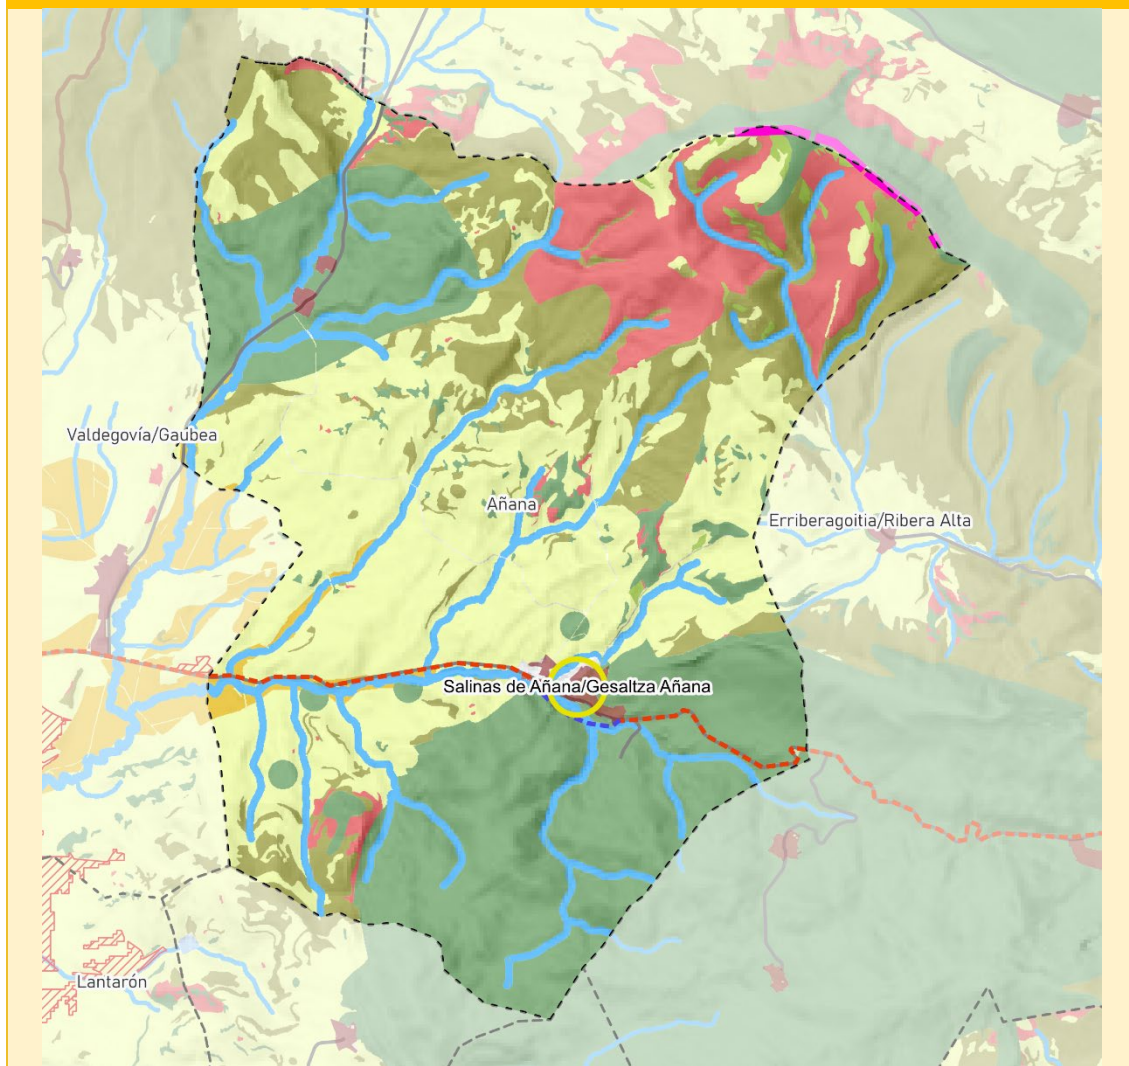 Valdegovía/Gaubea
Añana
Erriberagoitia/Ribera Alta
Salinas de Añana/Gesaltza Añana
Lantarón